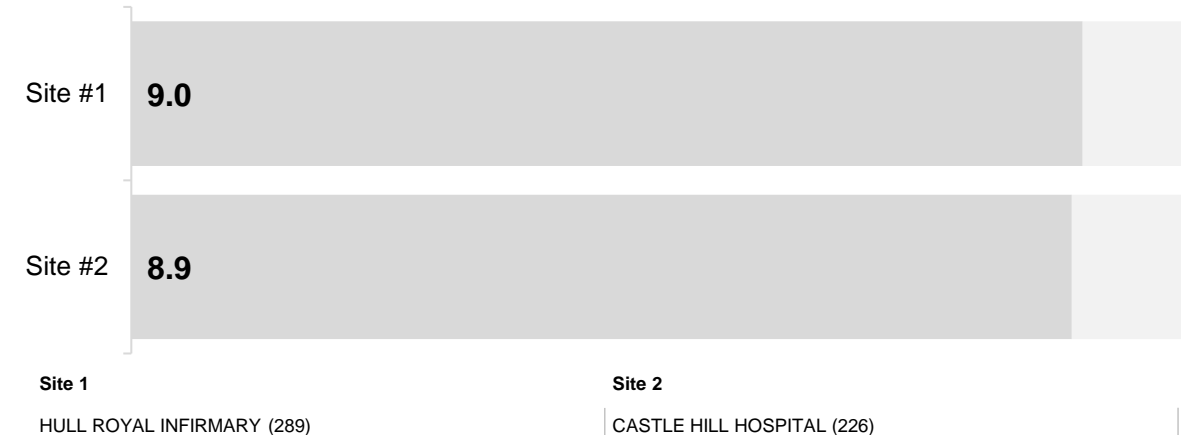 Site #1 9.0
Site #2 8.9
Site 1 Site 2
HULL ROYAL INFIRMARY (289) CASTLE HILL HOSPITAL (226)